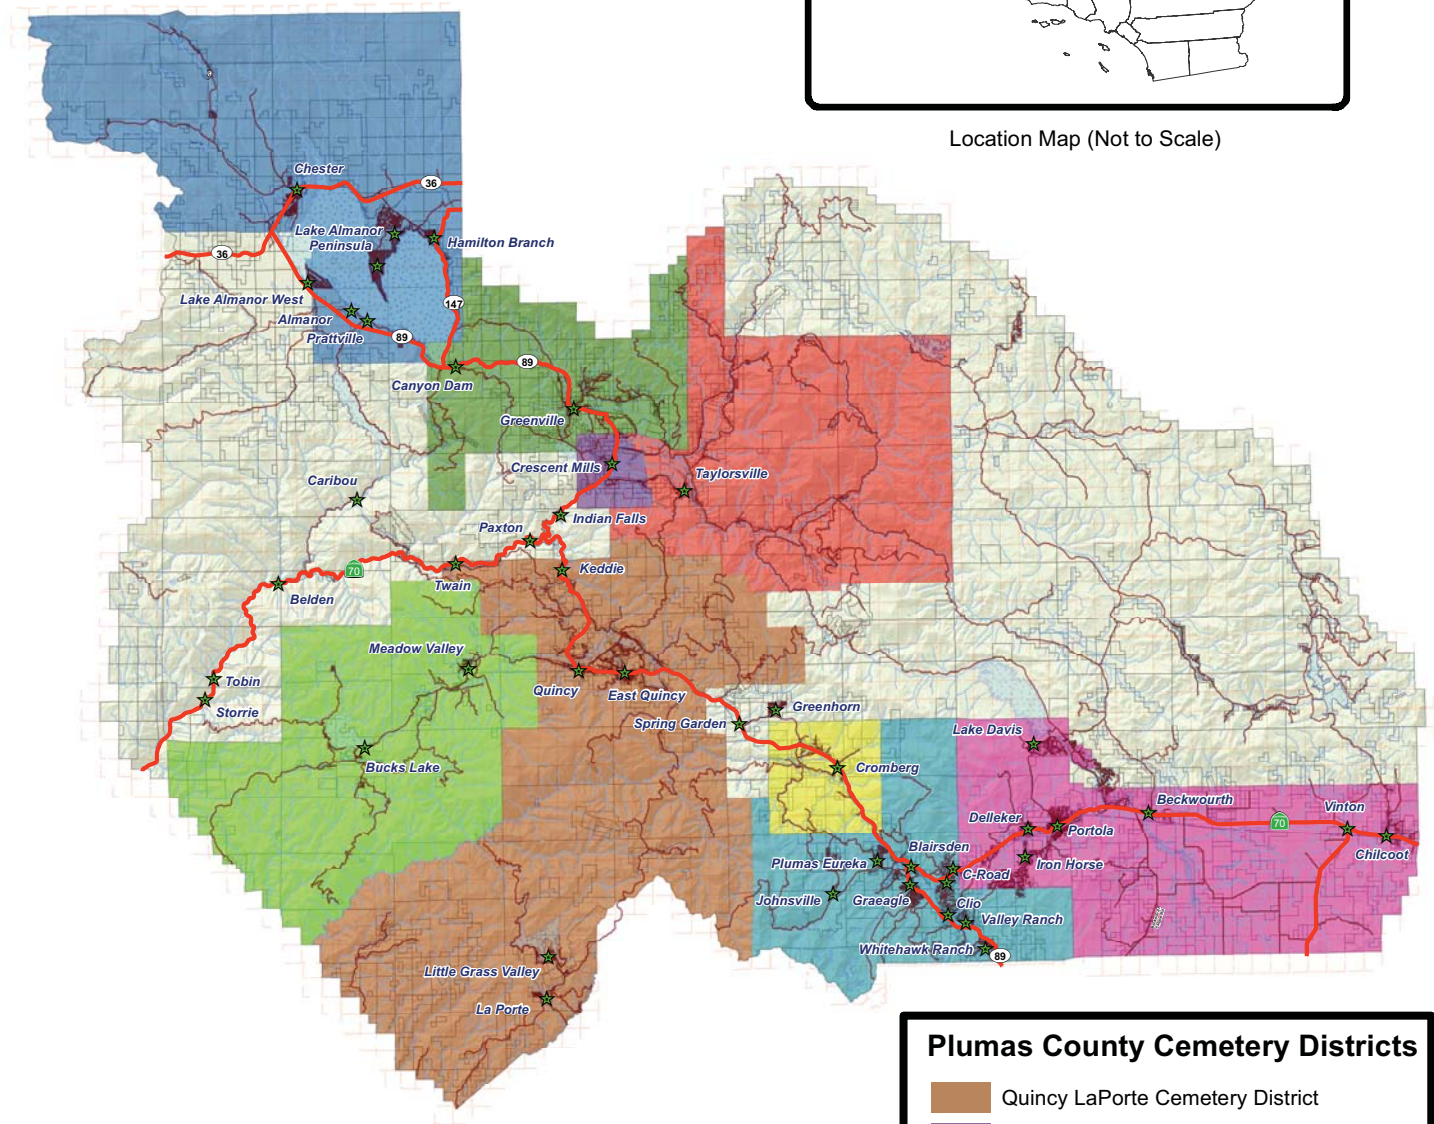 Location Map (Not to Scale)
Chester
36
Lake Almanor
Peninsula
Hamilton Branch
36
Lake Almanor West
147
Almanor
Prattville
89
89
Canyon Dam
Greenville
Crescent Mills
Taylorsville
Caribou
Indian Falls
Paxton
Keddie
70
Twain
Belden
Meadow Valley
Tobin
Quincy
East Quincy
Storrie
Spring Garden
Greenhorn
Lake Davis
Bucks Lake
Cromberg
Beckwourth
Vinton
Delleker
Portola
70
Blairsden
Chilcoot
Plumas Eureka
Iron Horse
C-Road
Johnsville
Graeagle
Clio
Valley Ranch
Whitehawk Ranch
89
Little Grass Valley
La Porte
Plumas County Cemetery Districts
Quincy LaPorte Cemetery District